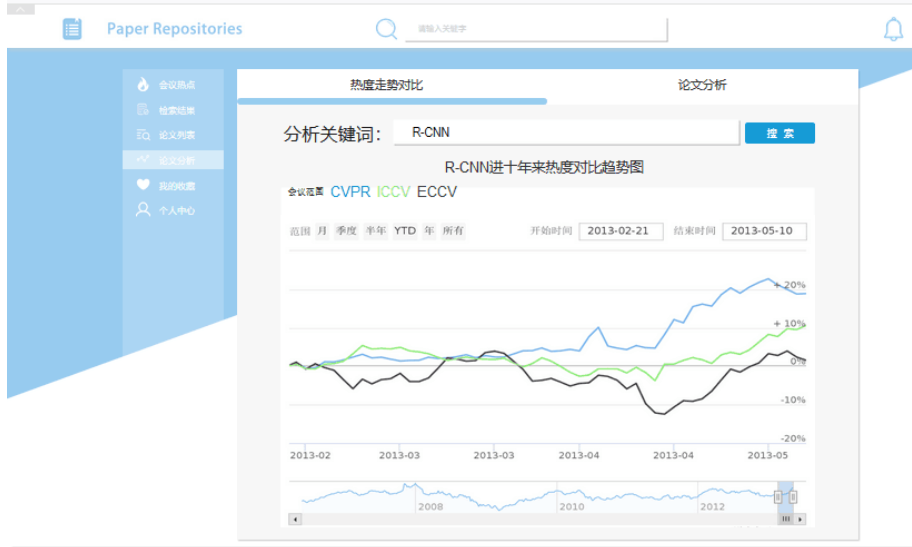 Paper Repositories
请输入关键字
会议热点
检索结果
论文列表
论文分析
我的收藏
个人中心
热度走势对比
论文分析
分析关键词：
R-CNN
搜 索
R-CNN进十年来热度对比趋势图
会议范围 CVPR ICCV ECCV
范围 月 季度 半年 YTD 年 所有
开始时间 2013-02-21 结束时间 2013-05-10
+ 20%
+ 10%
0%
-10%
-20%
2013-02 2013-03 2013-03 2013-04 2013-04 2013-05
2008 2010 2012